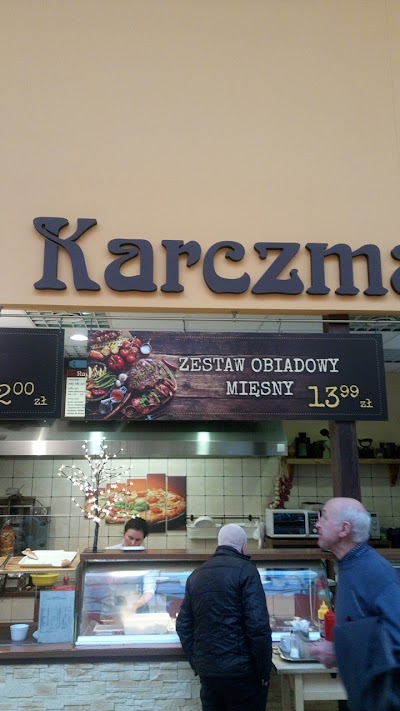 Karczma
ZESTAW OBIADOWY
MIĘSNY 13 99 zł
2 00 zł